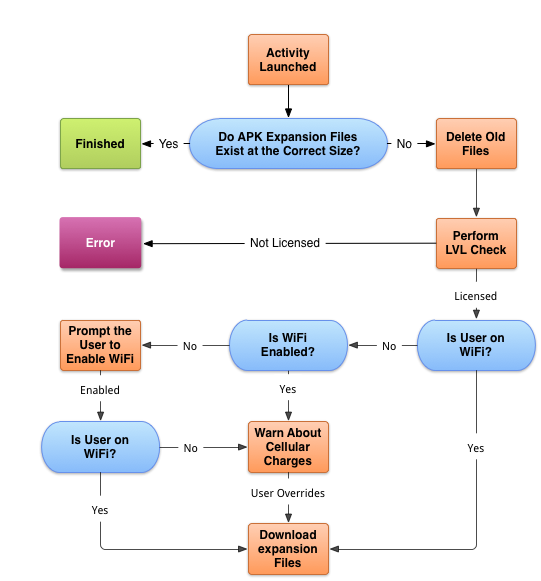 Activity
Launched
Finished
Yes
Do APK Expansion Files
Exist at the Correct Size?
No
Delete Old
Files
Error
Not Licensed
Perform
LVL Check
Licensed
Prompt the
User to
Enable WiFi
No
Is WiFi
Enabled?
No
Is User on
WiFi?
Enabled
Yes
Is User on
WiFi?
No
Warn About
Cellular
Charges
Yes
User Overrides
Yes
Download
expansion
Files